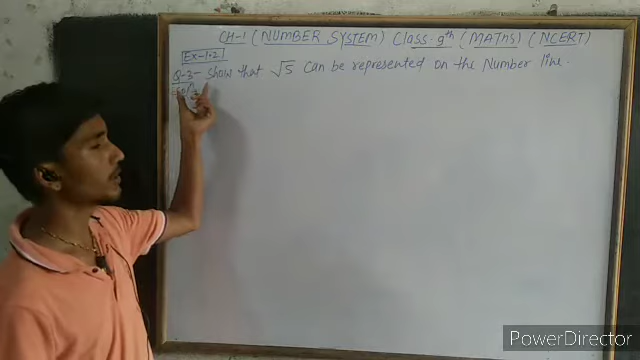 CH-1 (NUMBER SYSTEM) Class-9th (MATHS) (NCERT)
Ex-1.2
Q-3- Show that √5 Can be represented on the Number line.
Sol:-
PowerDirector